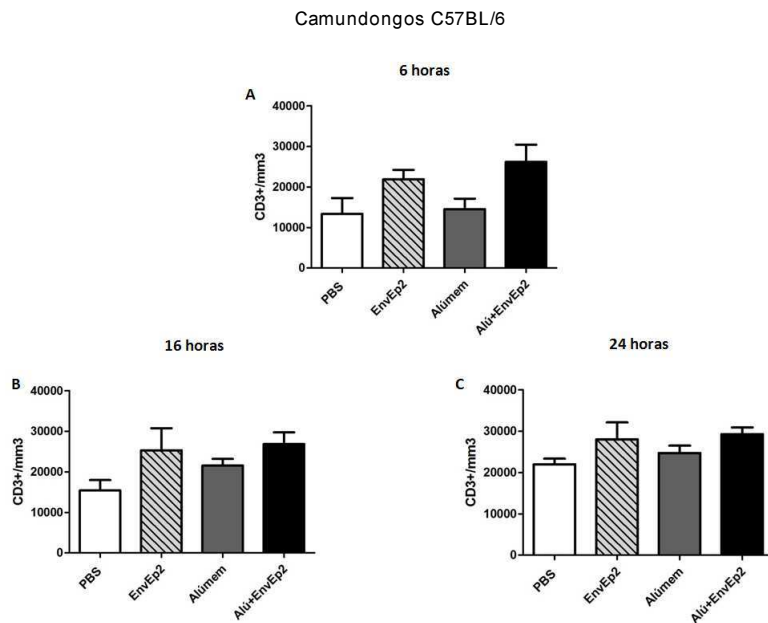 Camundongos C57BL/6
6 horas
A
40000
30000
20000
10000
0
CD3+/mm3
PBS
EnvEp2
Alúmem
Alú+EnvEp2
16 horas
B
40000
30000
20000
10000
0
CD3+/mm3
PBS
EnvEp2
Alúmem
Alú+EnvEp2
24 horas
C
40000
30000
20000
10000
0
CD3+/mm3
PBS
EnvEp2
Alúmem
Alú+EnvEp2